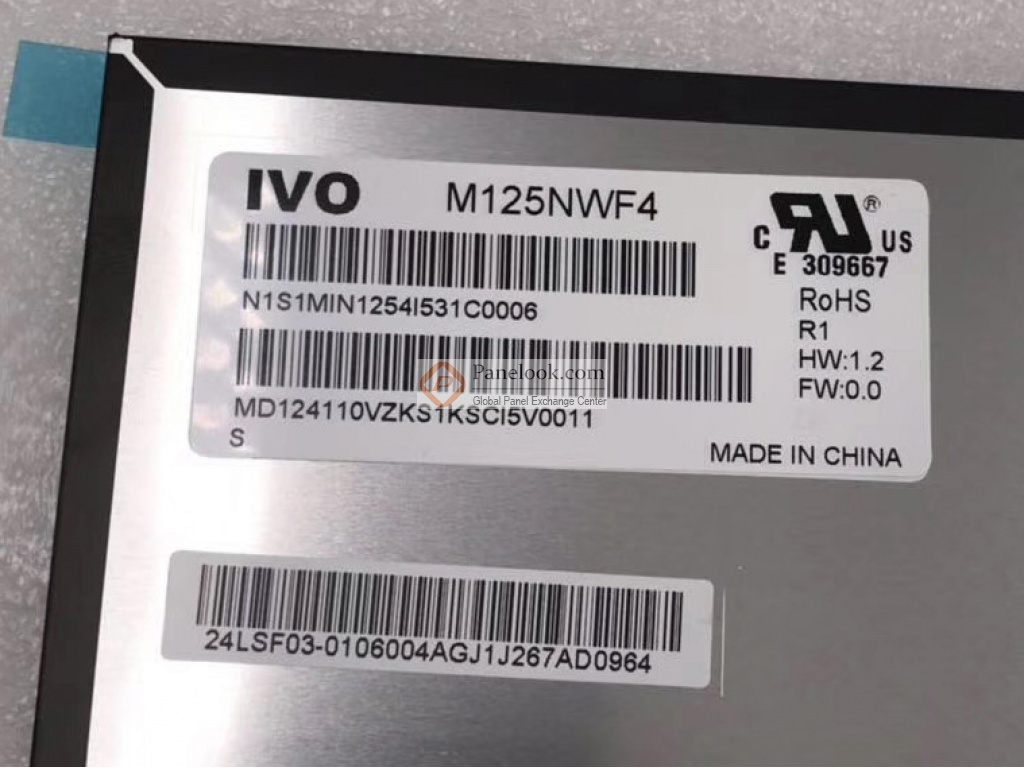 IVO M125NWF4
C RU ® US
E 309667
N1S1MIN1254I531C0006
RoHS
R1
HW:1.2
FW:0.0
Panelook.com
Global Panel Exchange Center
MD124110VZKS1KSCI5V0011
S
MADE IN CHINA
24LSF03-0106004AGJ1J267AD0964